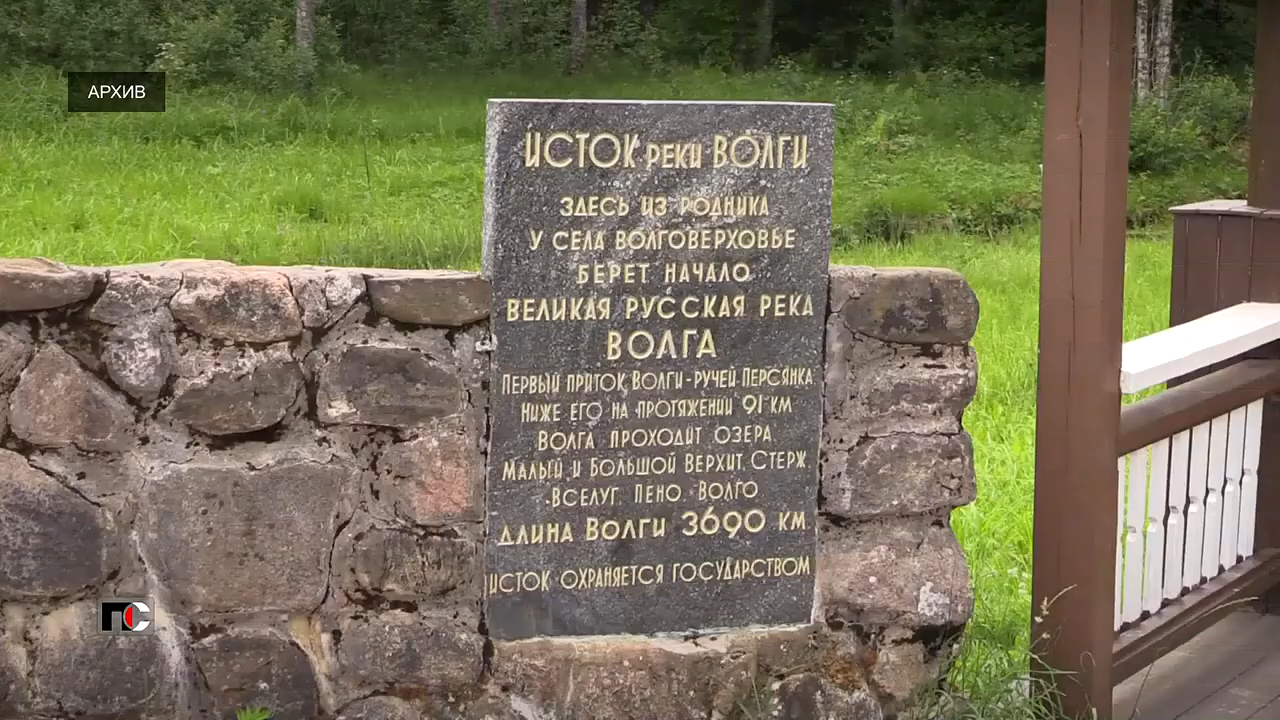 АРХИВ
ИСТОК РЕКИ ВОЛГИ
ЗДЕСЬ ИЗ РОДНИКА
У СЕЛА ВОЛГОВЕРХОВЬЕ
БЕРЕТ НАЧАЛО
ВЕЛИКАЯ РУССКАЯ РЕКА
ВОЛГА
ПЕРВЫЙ ПРИТОК ВОЛГИ-РУЧЕЙ ПЕРСЯНКА
НИЖЕ ЕГО НА ПРОТЯЖЕНИИ 91 КМ
ВОЛГА ПРОХОДИТ ОЗЕРА
МАЛЫЙ И БОЛЬШОЙ ВЕРХИТ, СТЕРЖ,
ВСЕЛУГ, ПЕНО, ВОЛГО
ДЛИНА ВОЛГИ 3690 КМ
ИСТОК ОХРАНЯЕТСЯ ГОСУДАРСТВОМ
ПС